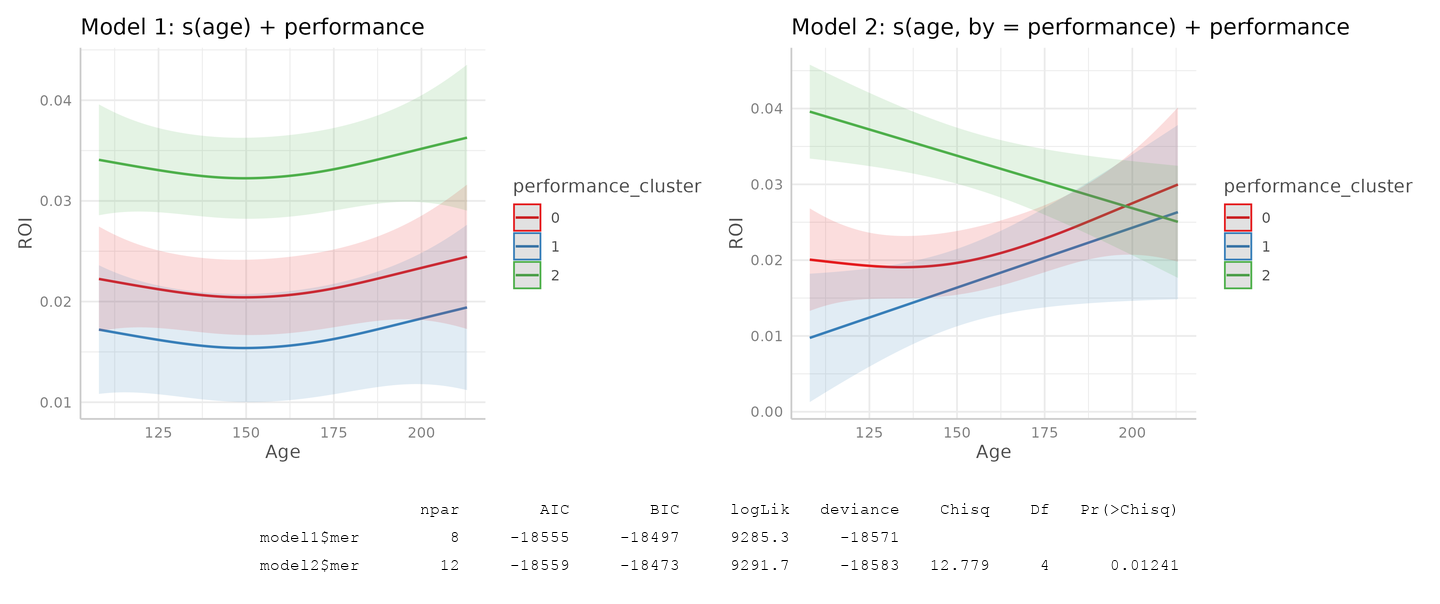 Model 1: s(age) + performance
ROI
0.04
0.03
0.02
0.01
125 150 175 200
Age
performance_cluster
0
1
2
Model 2: s(age, by = performance) + performance
ROI
0.04
0.03
0.02
0.01
0.00
125 150 175 200
Age
performance_cluster
0
1
2
npar AIC BIC logLik deviance Chisq Df Pr(>Chisq)
model1$mer 8 -18555 -18497 9285.3 -18571
model2$mer 12 -18559 -18473 9291.7 -18583 12.779 4 0.01241